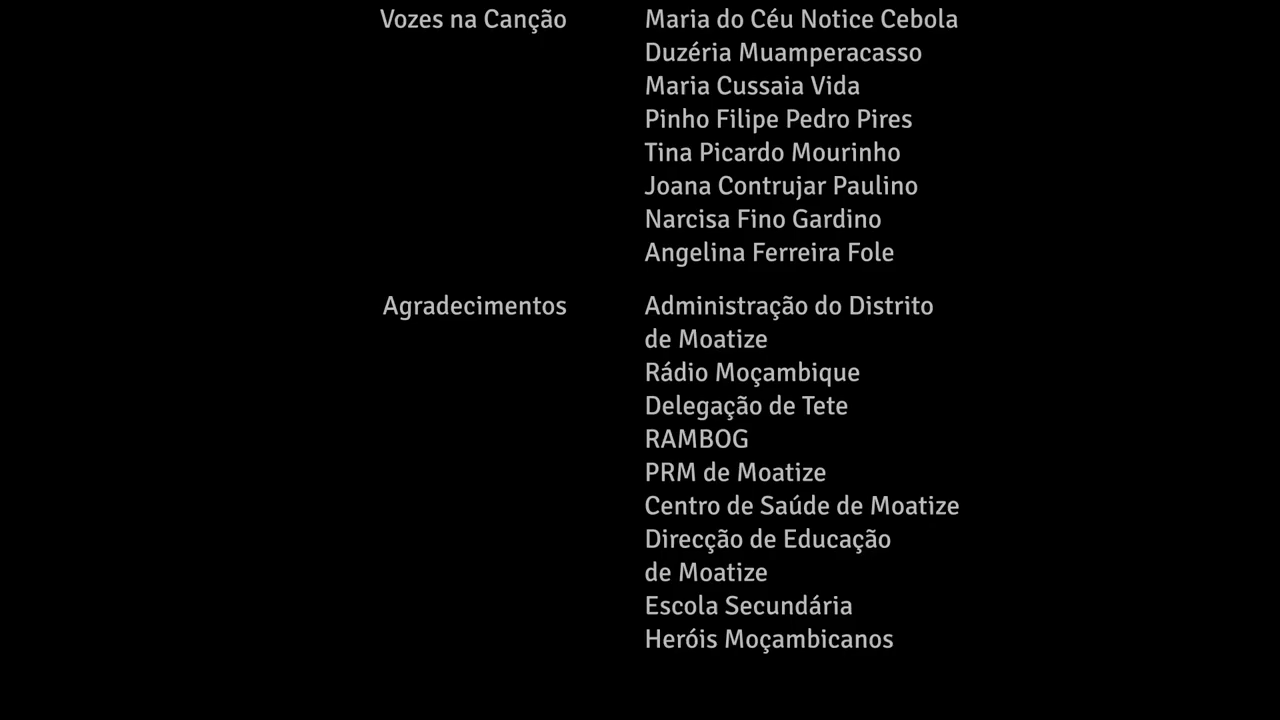 Vozes na Canção Maria do Céu Notice Cebola
Duzéria Muamperacasso
Maria Cussaia Vida
Pinho Filipe Pedro Pires
Tina Picardo Mourinho
Joana Contrujar Paulino
Narcisa Fino Gardino
Angelina Ferreira Fole
Agradecimentos Administração do Distrito
de Moatize
Rádio Moçambique
Delegação de Tete
RAMBOG
PRM de Moatize
Centro de Saúde de Moatize
Direcção de Educação
de Moatize
Escola Secundária
Heróis Moçambicanos